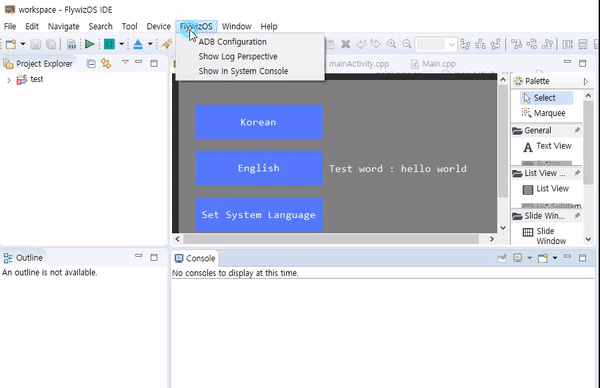 workspace - FlywizOS IDE
File Edit Navigate Search Tool Device FlywizOS Window Help
ADB Configuration
Show Log Perspective
Show In System Console
Project Explorer
mainActivity.cpp
Main.cpp
test
Palette
Select
Marquee
General
Text View
List View ...
List View
Slide Win...
Slide
Window
Korean
English
Test word : hello world
Set System Language
Outline
An outline is not available.
Console
No consoles to display at this time.